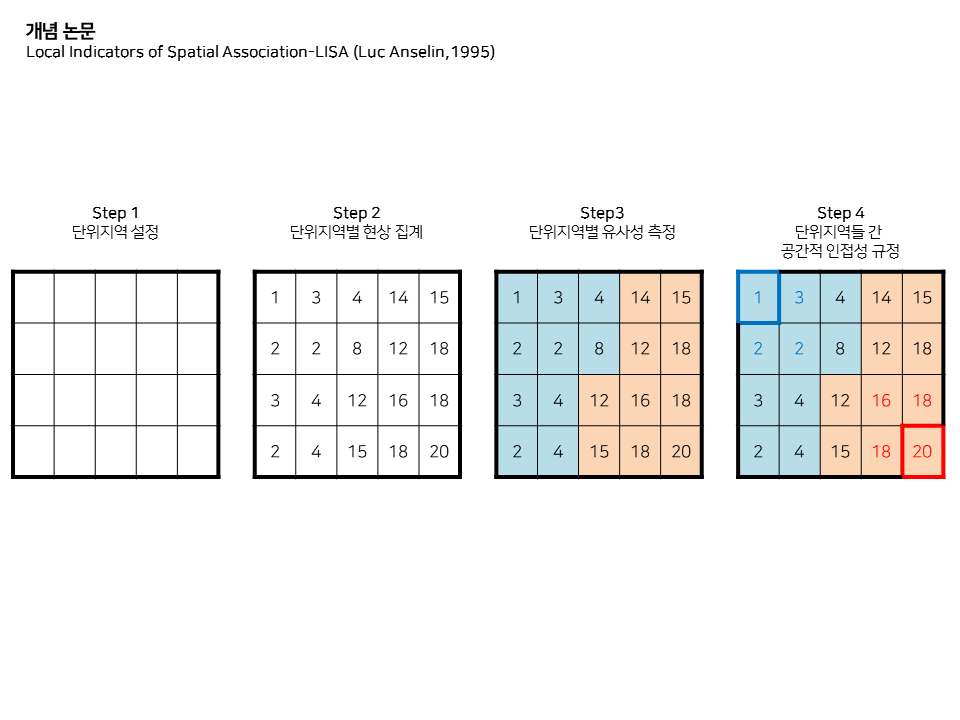 개념 논문
Local Indicators of Spatial Association-LISA (Luc Anselin,1995)
Step 1
단위지역 설정
Step 2
단위지역별 현상 집계
1 3 4 14 15
2 2 8 12 18
3 4 12 16 18
2 4 15 18 20
Step3
단위지역별 유사성 측정
1 3 4 14 15
2 2 8 12 18
3 4 12 16 18
2 4 15 18 20
Step 4
단위지역들 간
공간적 인접성 규정
1 3 4 14 15
2 2 8 12 18
3 4 12 16 18
2 4 15 18 20